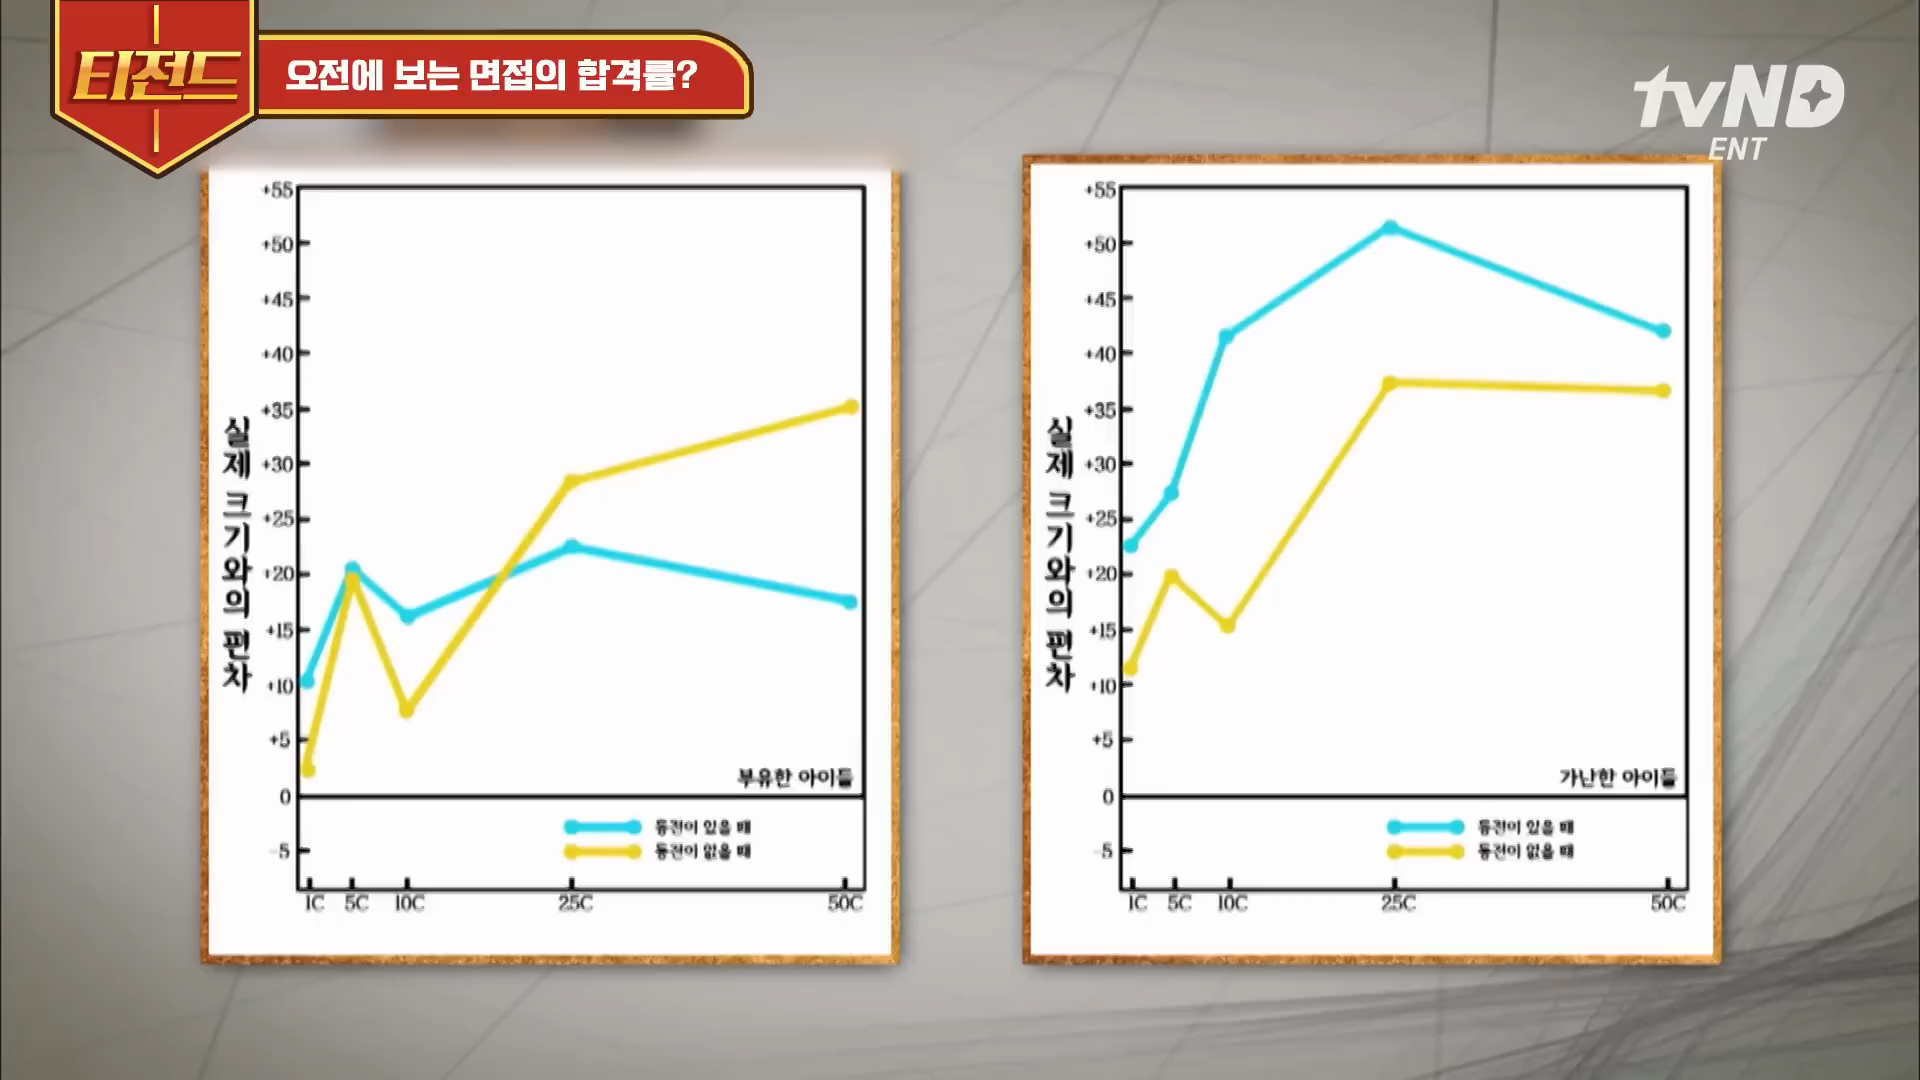 티전드
오전에 보는 면접의 합격률?
tvND
ENT
+55
+50
+45
+40
+35
+30
+25
+20
+15
+10
+5
0
-5
실제 크기와의 편차
부유한 아이들
동전이 있을 때
동전이 없을 때
1C 5C 10C 25C 50C
+55
+50
+45
+40
+35
+30
+25
+20
+15
+10
+5
0
-5
실제 크기와의 편차
가난한 아이들
동전이 있을 때
동전이 없을 때
1C 5C 10C 25C 50C